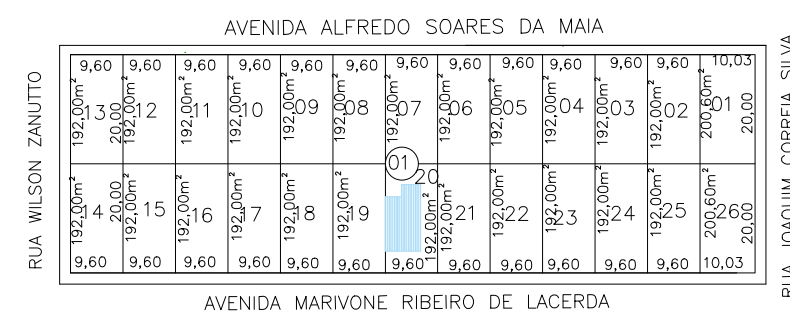 AVENIDA ALFREDO SOARES DA MAIA
RUA WILSON ZANUTTO
RUA JOAQUIM CORREIA SILVA
9,60 9,60 9,60 9,60 9,60 9,60 9,60 9,60 9,60 9,60 9,60 9,60 10,03
192,00m² 13 20,00
192,00m² 12
192,00m² 11
192,00m² 10
192,00m² 09
192,00m² 08
192,00m² 07
192,00m² 06
192,00m² 05
192,00m² 04
192,00m² 03
192,00m² 02
200,60m² 01 20,00
01
192,00m² 14 20,00
192,00m² 15
192,00m² 16
192,00m² 17
192,00m² 18
192,00m² 19
20 192,00m²
192,00m² 21
192,00m² 22
192,00m² 23
192,00m² 24
192,00m² 25
200,60m² 26 20,00
9,60 9,60 9,60 9,60 9,60 9,60 9,60 9,60 9,60 9,60 9,60 9,60 10,03
AVENIDA MARIVONE RIBEIRO DE LACERDA